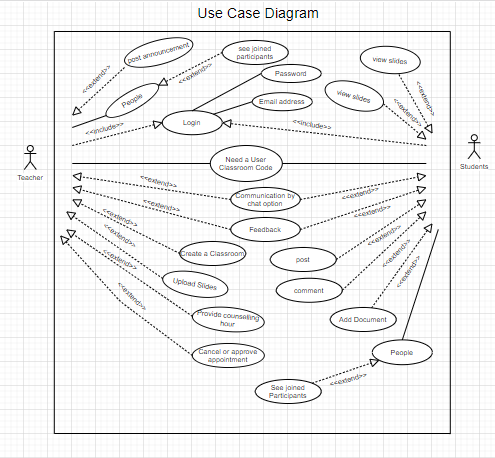 Use Case Diagram
post announcement
see joined
participants
view slides
<<extend>>
<<extend>>
<<extend>>
Password
People
view slides
Email address
<<extend>>
Login
<<include>>
<<include>>
Teacher
Students
Need a User
Classroom Code
<<extend>>
Communication by
chat option
<<extend>>
<<extend>>
<<extend>>
Feedback
<<extend>>
<<extend>>
<<extend>>
Create a Classroom
post
<<extend>>
<<extend>>
<<extend>>
Upload Slides
comment
<<extend>>
Provide counselling
hour
Add Document
Cancel or approve
appointment
People
<<extend>>
See joined
Participants